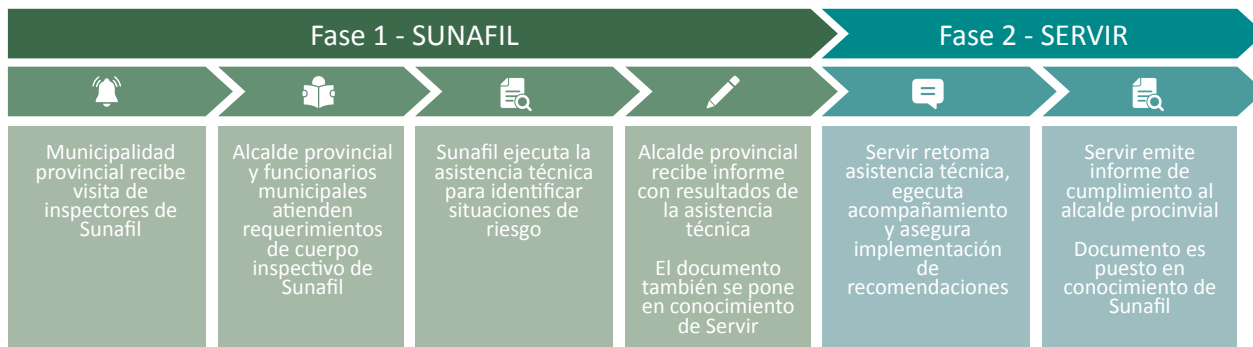 Fase 1 - SUNAFIL
Fase 2 - SERVIR
Municipalidad
provincial recibe
visita de
inspectores de
Sunafil
Alcalde provincial
y funcionarios
municipales
atienden
requerimientos
de cuerpo
inspectivo de
Sunafil
Sunafil ejecuta la
asistencia técnica
para identificar
situaciones de
riesgo
Alcalde provincial
recibe informe
con resultados de
la asistencia
técnica
El documento
también se pone
en conocimiento
de Servir
Servir retoma
asistencia técnica,
egecuta
acompañamiento
y asegura
implementación
de
recomendaciones
Servir emite
informe de
cumplimiento al
alcalde procinvial
Documento es
puesto en
conocimiento de
Sunafil